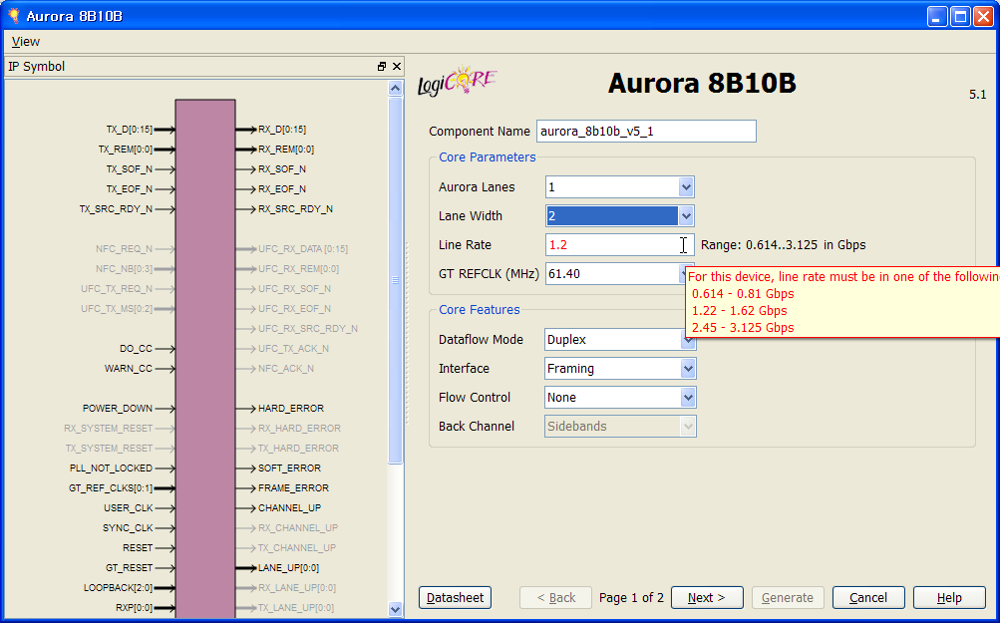 Aurora 8B10B
View
IP Symbol
TX_D[0:15]
TX_REM[0:0]
TX_SOF_N
TX_EOF_N
TX_SRC_RDY_N
NFC_REQ_N
NFC_NB[0:3]
UFC_TX_REQ_N
UFC_TX_MS[0:2]
DO_CC
WARN_CC
POWER_DOWN
RX_SYSTEM_RESET
TX_SYSTEM_RESET
PLL_NOT_LOCKED
GT_REF_CLKS[0:1]
USER_CLK
SYNC_CLK
RESET
GT_RESET
LOOPBACK[2:0]
RXP[0:0]
RX_D[0:15]
RX_REM[0:0]
RX_SOF_N
RX_EOF_N
RX_SRC_RDY_N
UFC_RX_DATA [0:15]
UFC_RX_REM[0:0]
UFC_RX_SOF_N
UFC_RX_EOF_N
UFC_RX_SRC_RDY_N
UFC_TX_ACK_N
NFC_ACK_N
HARD_ERROR
RX_HARD_ERROR
TX_HARD_ERROR
SOFT_ERROR
FRAME_ERROR
CHANNEL_UP
RX_CHANNEL_UP
TX_CHANNEL_UP
LANE_UP[0:0]
RX_LANE_UP[0:0]
TX_LANE_UP[0:0]
LogiCORE
Aurora 8B10B
5.1
Component Name aurora_8b10b_v5_1
Core Parameters
Aurora Lanes 1
Lane Width 2
Line Rate 1.2 Range: 0.614..3.125 in Gbps
GT REFCLK (MHz) 61.40
For this device, line rate must be in one of the followin
0.614 - 0.81 Gbps
1.22 - 1.62 Gbps
2.45 - 3.125 Gbps
Core Features
Dataflow Mode Duplex
Interface Framing
Flow Control None
Back Channel Sidebands
Datasheet < Back Page 1 of 2 Next > Generate Cancel Help